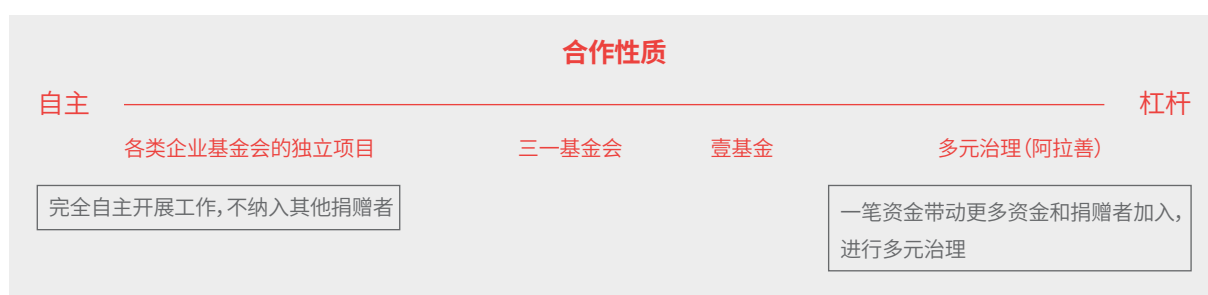 合作性质
自主 杠杆
各类企业基金会的独立项目 三一基金会 壹基金 多元治理(阿拉善)
完全自主开展工作,不纳入其他捐赠者
一笔资金带动更多资金和捐赠者加入,
进行多元治理